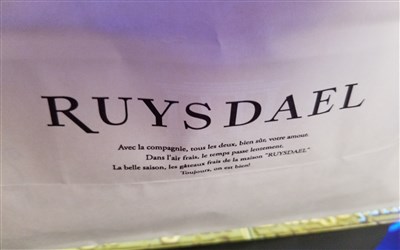 RUYSDAEL
Avec la compagnie, tous les deux, bien sûr, votre amour.
Dans l'air frais, le temps passe lentement.
La belle saison, les gâteaux frais de la maison "RUYSDAEL"
Toujours, on est bien!